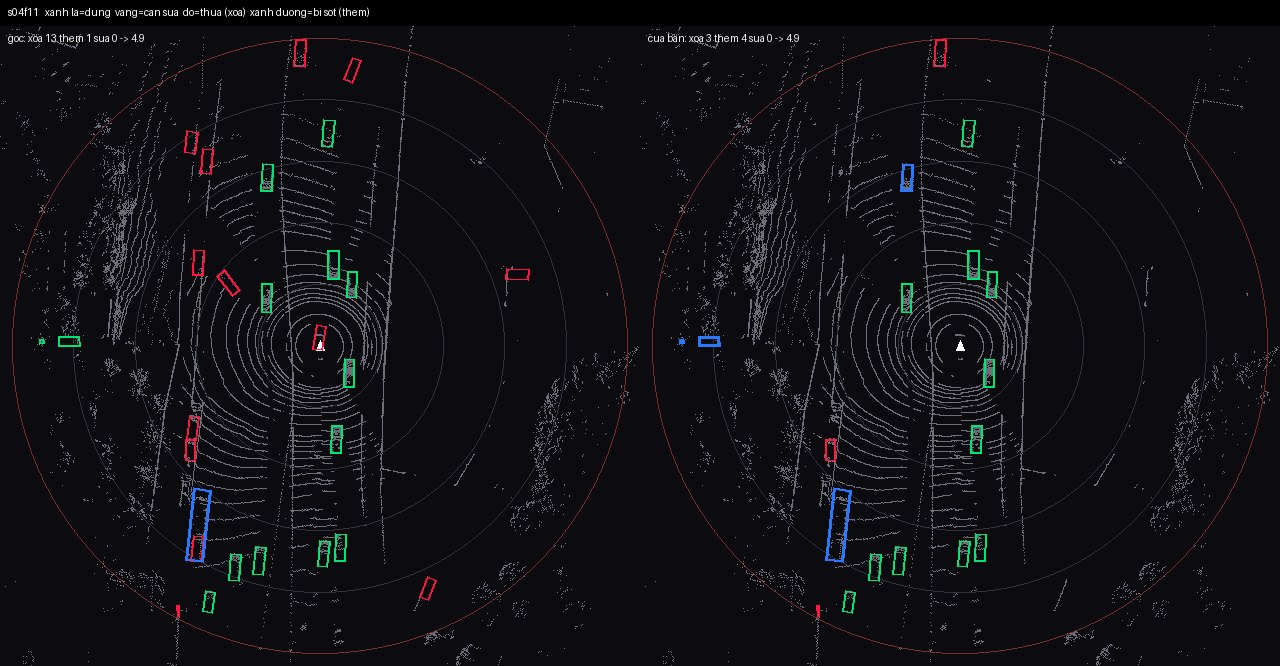 s04f11 xanh la=dung vang=can sua do=thua (xoa) xanh duong=bi sot (them)
goc: xoa 13 them 1 sua 0 -> 4.9
cua ban: xoa 3 them 4 sua 0 -> 4.9